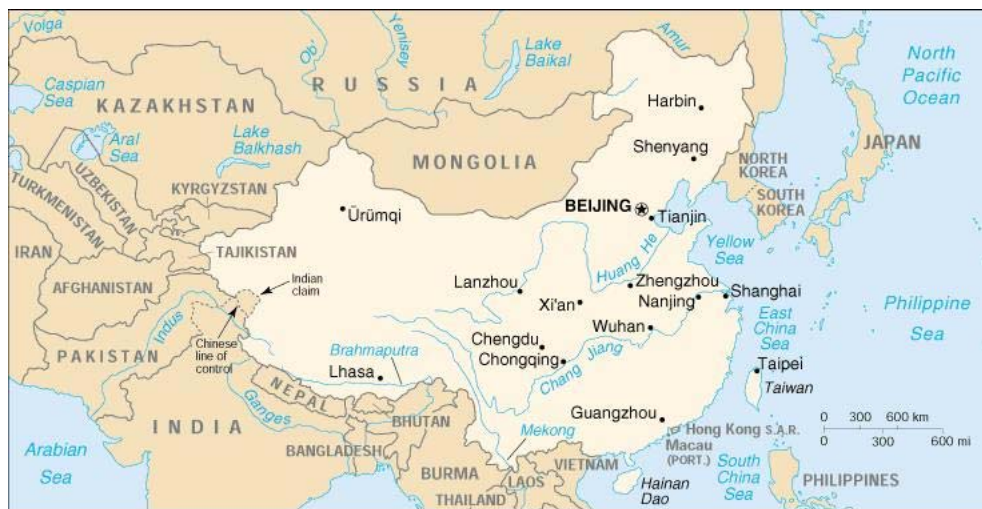 Volga
Ob'
Yenisey
Lake
Baikal
Amur
North
Pacific
Ocean
RUSSIA
Caspian
Sea
KAZAKHSTAN
Aral
Sea
Lake
Balkhash
MONGOLIA
Harbin
Shenyang
JAPAN
NORTH
KOREA
SOUTH
KOREA
UZBEKISTAN
TURKMENISTAN
KYRGYZSTAN
Ürümqi
BEIJING
Tianjin
IRAN
TAJIKISTAN
Yellow
Sea
Huang He
AFGHANISTAN
Indian
claim
Lanzhou
Zhengzhou
Xi'an
Nanjing
Shanghai
Philippine
Sea
Indus
Chinese
line of
control
Wuhan
East
China
Sea
Chengdu
Chongqing
Chang Jiang
PAKISTAN
Brahmaputra
Lhasa
Taipei
Taiwan
NEPAL
Ganges
BHUTAN
INDIA
BANGLADESH
Guangzhou
Hong Kong S.A.R.
Macau
(PORT.)
0 300 600 km
0 300 600 mi
Arabian
Sea
Mekong
BURMA
LAOS
VIETNAM
THAILAND
Hainan
Dao
South
China
Sea
PHILIPPINES